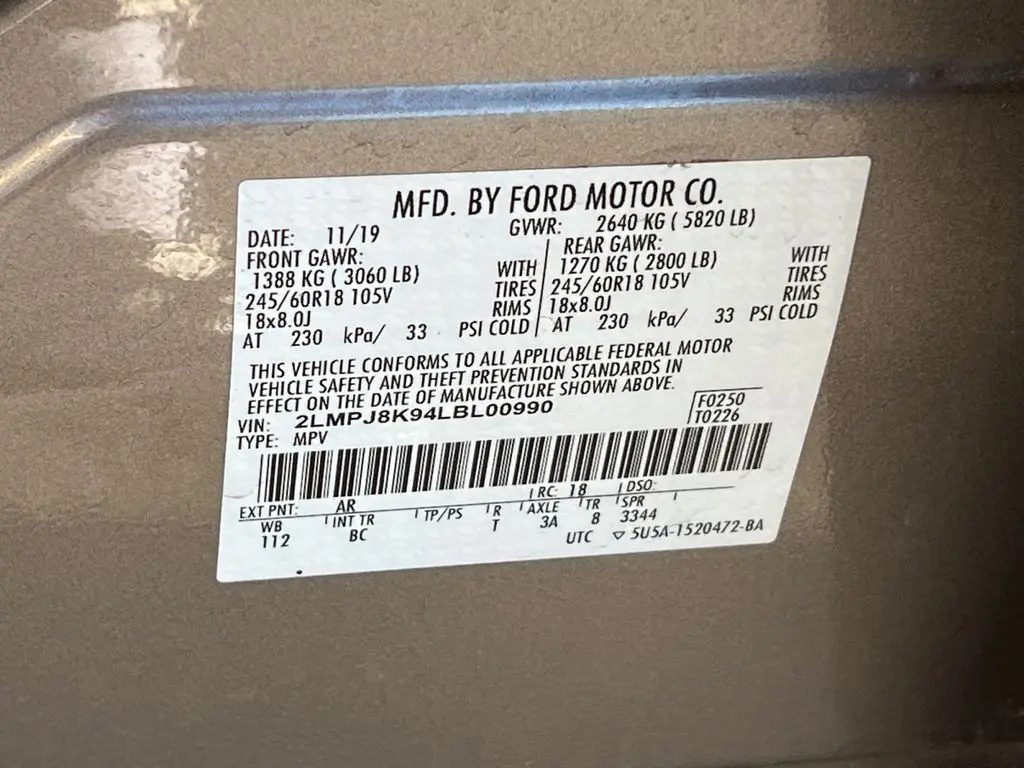 MFD. BY FORD MOTOR CO.
DATE: 11/19 GVWR: 2640 KG ( 5820 LB)
FRONT GAWR: REAR GAWR:
1388 KG ( 3060 LB) WITH 1270 KG ( 2800 LB) WITH
245/60R18 105V TIRES 245/60R18 105V TIRES
18x8.0J RIMS 18x8.0J RIMS
AT 230 kPa/ 33 PSI COLD AT 230 kPa/ 33 PSI COLD
THIS VEHICLE CONFORMS TO ALL APPLICABLE FEDERAL MOTOR
VEHICLE SAFETY AND THEFT PREVENTION STANDARDS IN
EFFECT ON THE DATE OF MANUFACTURE SHOWN ABOVE.
VIN: 2LMPJ8K94LBL00990 F0250
TYPE: MPV T0226
EXT PNT: AR RC: 18 DSO:
WB INT TR TP/PS R AXLE TR SPR
112 BC T 3A 8 3344
UTC ▽ 5U5A-1520472-BA